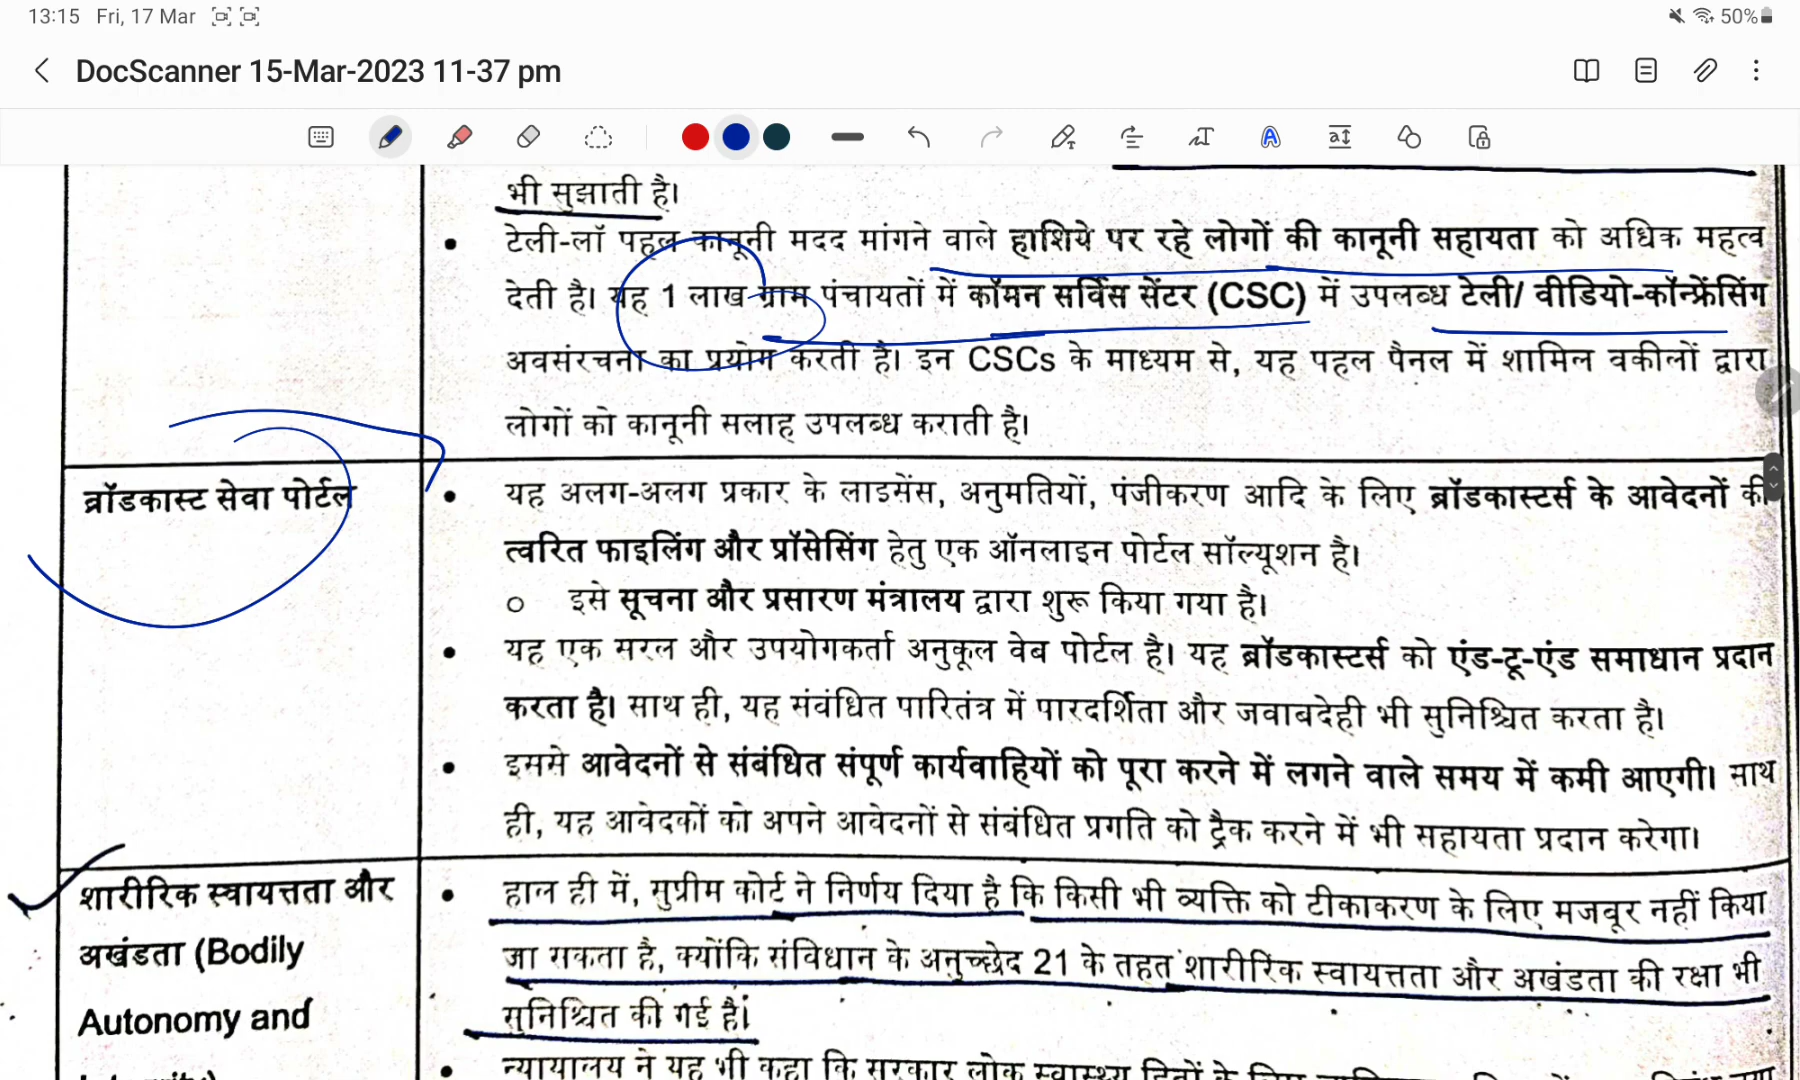 13:15 Fri, 17 Mar 50%
DocScanner 15-Mar-2023 11-37 pm
भी सुझाती है।
• टेली-लॉ पहल कानूनी मदद मांगने वाले हाशिये पर रहे लोगों की कानूनी सहायता को अधिक महत्व
देती है। यह 1 लाख ग्राम पंचायतों में कॉमन सर्विस सेंटर (CSC) में उपलब्ध टेली/ वीडियो-कॉन्फ्रेंसिंग
अवसंरचना का प्रयोग करती है। इन CSCs के माध्यम से, यह पहल पैनल में शामिल वकीलों द्वारा
लोगों को कानूनी सलाह उपलब्ध कराती है।
ब्रॉडकास्ट सेवा पोर्टल
• यह अलग-अलग प्रकार के लाइसेंस, अनुमतियों, पंजीकरण आदि के लिए ब्रॉडकास्टर्स के आवेदनों की
त्वरित फाइलिंग और प्रॉसेसिंग हेतु एक ऑनलाइन पोर्टल सॉल्यूशन है।
o इसे सूचना और प्रसारण मंत्रालय द्वारा शुरू किया गया है।
• यह एक सरल और उपयोगकर्ता अनुकूल वेब पोर्टल है। यह ब्रॉडकास्टर्स को एंड-टू-एंड समाधान प्रदान
करता है। साथ ही, यह संबंधित पारितंत्र में पारदर्शिता और जवाबदेही भी सुनिश्चित करता है।
• इससे आवेदनों से संबंधित संपूर्ण कार्यवाहियों को पूरा करने में लगने वाले समय में कमी आएगी। साथ
ही, यह आवेदकों को अपने आवेदनों से संबंधित प्रगति को ट्रैक करने में भी सहायता प्रदान करेगा।
शारीरिक स्वायत्तता और
अखंडता (Bodily
Autonomy and
• हाल ही में, सुप्रीम कोर्ट ने निर्णय दिया है कि किसी भी व्यक्ति को टीकाकरण के लिए मजबूर नहीं किया
जा सकता है, क्योंकि संविधान के अनुच्छेद 21 के तहत शारीरिक स्वायत्तता और अखंडता की रक्षा भी
सुनिश्चित की गई है।
• न्यायालय ने यह भी कहा कि सरकार लोक स्वास्थ्य हितों के लिए